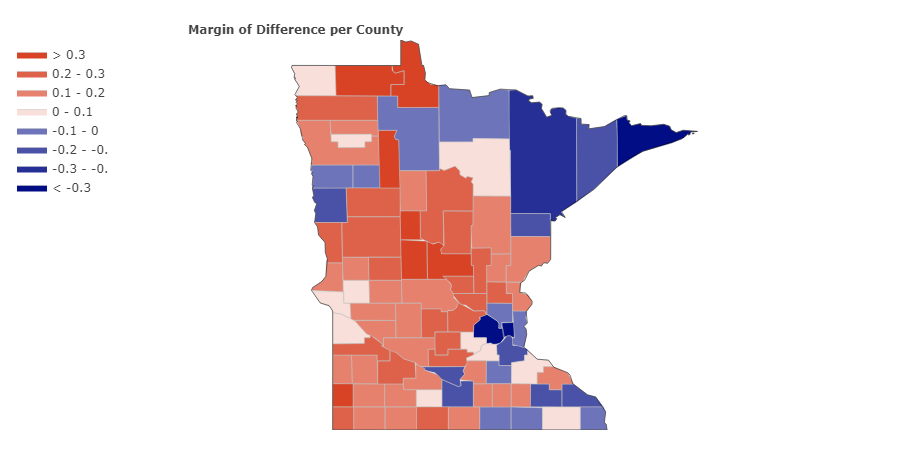 Margin of Difference per County
> 0.3
0.2 - 0.3
0.1 - 0.2
0 - 0.1
-0.1 - 0
-0.2 - -0.
-0.3 - -0.
< -0.3